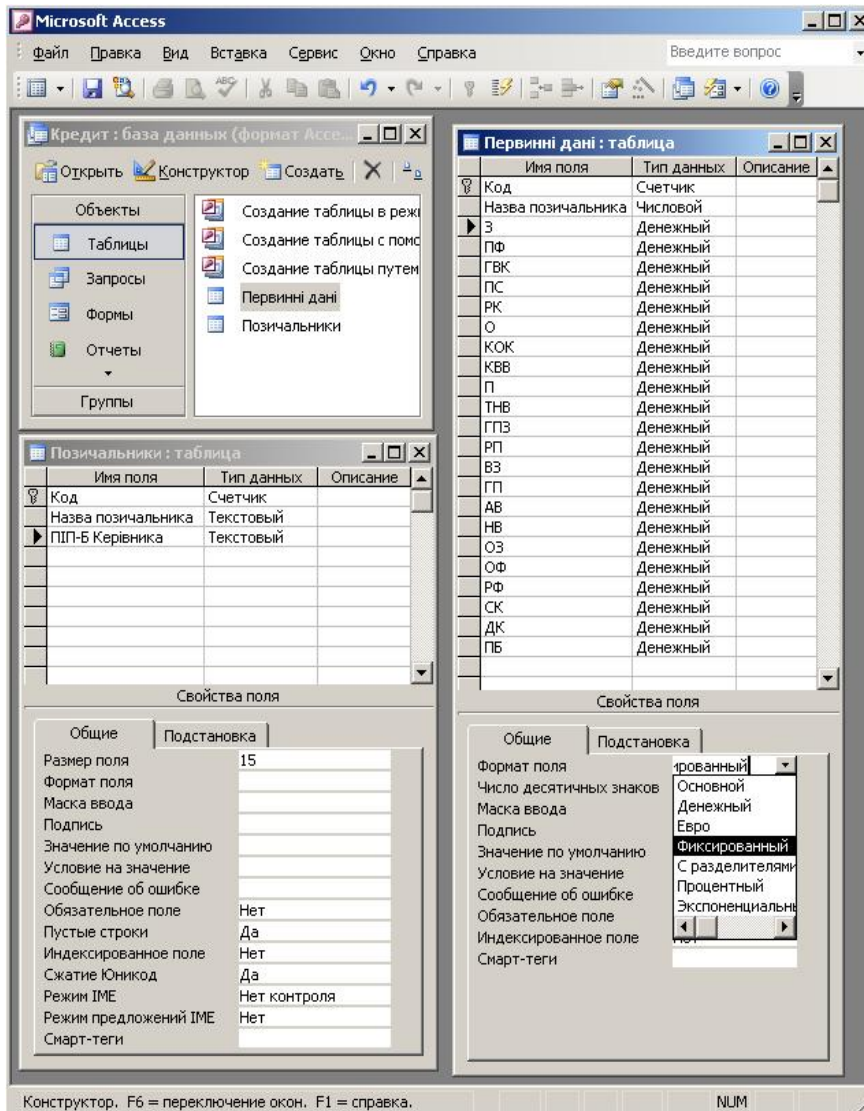 Microsoft Access
Файл Правка Вид Вставка Сервис Окно Справка Введите вопрос
Кредит : база данных (формат Acce...
Открыть Конструктор Создать
Объекты
Таблицы
Запросы
Формы
Отчеты
Группы
Создание таблицы в режи
Создание таблицы с помо
Создание таблицы путем
Первинні дані
Позичальники
Позичальники : таблица
Имя поля Тип данных Описание
Код Счетчик
Назва позичальника Текстовый
ПІП-Б Керівника Текстовый
Свойства поля
Общие Подстановка
Размер поля 15
Формат поля
Маска ввода
Подпись
Значение по умолчанию
Условие на значение
Сообщение об ошибке
Обязательное поле Нет
Пустые строки Да
Индексированное поле Нет
Сжатие Юникод Да
Режим IME Нет контроля
Режим предложений IME Нет
Смарт-теги
Первинні дані : таблица
Имя поля Тип данных Описание
Код Счетчик
Назва позичальника Числовой
З Денежный
ПФ Денежный
ГВК Денежный
ПС Денежный
РК Денежный
О Денежный
КОК Денежный
КВВ Денежный
П Денежный
ТНВ Денежный
ГПЗ Денежный
РП Денежный
ВЗ Денежный
ГП Денежный
АВ Денежный
НВ Денежный
ОЗ Денежный
ОФ Денежный
РФ Денежный
СК Денежный
ДК Денежный
ПБ Денежный
Свойства поля
Общие Подстановка
Формат поля ированный
Число десятичных знаков
Маска ввода
Подпись
Значение по умолчанию
Условие на значение
Сообщение об ошибке
Обязательное поле
Индексированное поле
Смарт-теги
Основной
Денежный
Евро
Фиксированный
С разделителями
Процентный
Экспоненциальны
Конструктор. F6 = переключение окон. F1 = справка. NUM